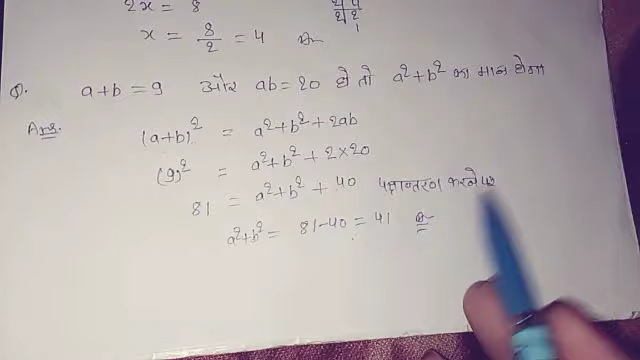 2x = 8
x = 8/2 = 4
Q. a+b = 9 और ab = 20 हो तो a²+b² का मान होगा
Ans. (a+b)² = a²+b²+2ab
(9)² = a²+b²+2×20
81 = a²+b²+40 पक्षान्तरण करने पर
a²+b² = 81-40 = 41